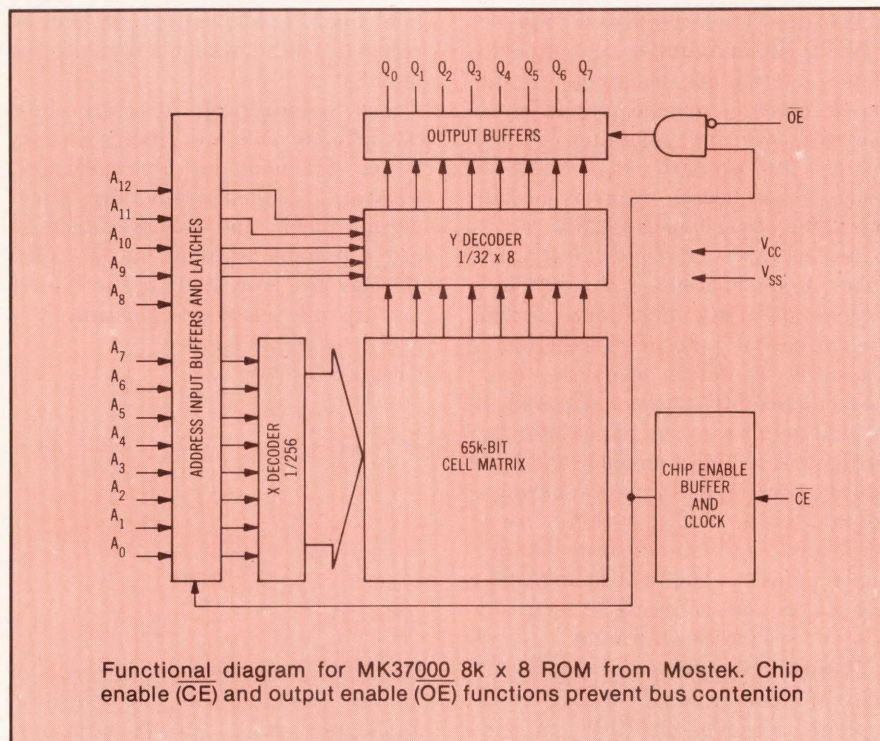 Q0 Q1 Q2 Q3 Q4 Q5 Q6 Q7
OE
OUTPUT BUFFERS
A12
A11
A10
A9
A8
A7
A6
A5
A4
A3
A2
A1
A0
ADDRESS INPUT BUFFERS AND LATCHES
Y DECODER
1/32 x 8
VCC
VSS
X DECODER
1/256
65k-BIT
CELL MATRIX
CHIP ENABLE
BUFFER
AND
CLOCK
CE
Functional diagram for MK37000 8k x 8 ROM from Mostek. Chip
enable (CE) and output enable (OE) functions prevent bus contention